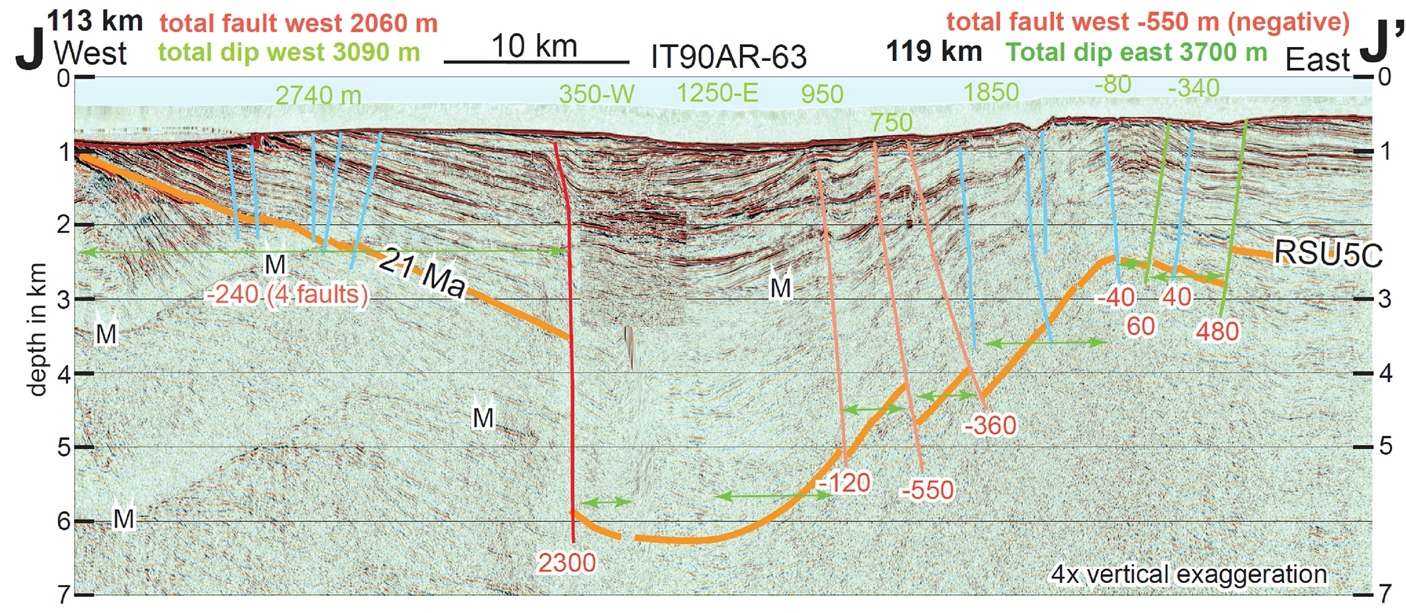 J 113 km total fault west 2060 m total fault west -550 m (negative) J’
West total dip west 3090 m 10 km IT90AR-63 119 km Total dip east 3700 m East
0 2740 m 350-W 1250-E 950 1850 -80 -340 0
750
1 1
2 2
21 Ma RSU5C
M M
-240 (4 faults) 3 -40 40 3
M 60 480
depth in km
4 4
M -360
5 5
-120 -550
M
6 6
2300
4x vertical exaggeration
7 7